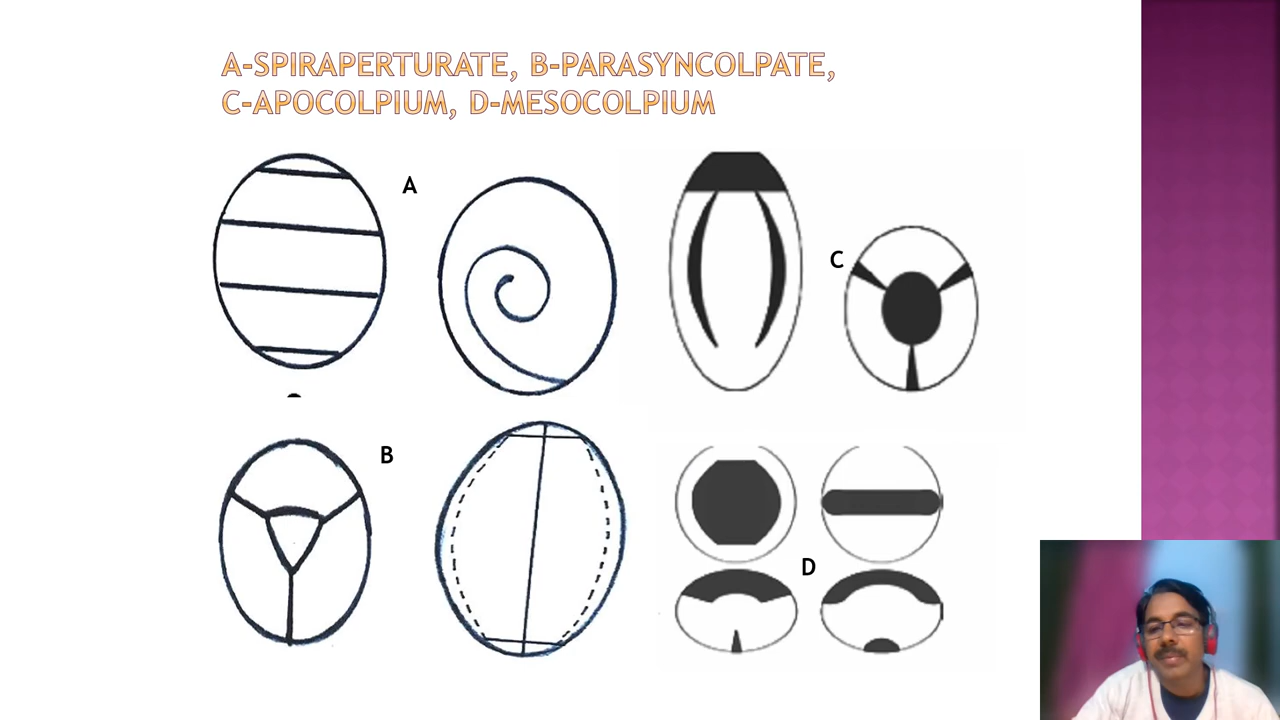 A-SPIRAPERTURATE, B-PARASYNCOLPATE,
C-APOCOLPIUM, D-MESOCOLPIUM
A
C
B
D